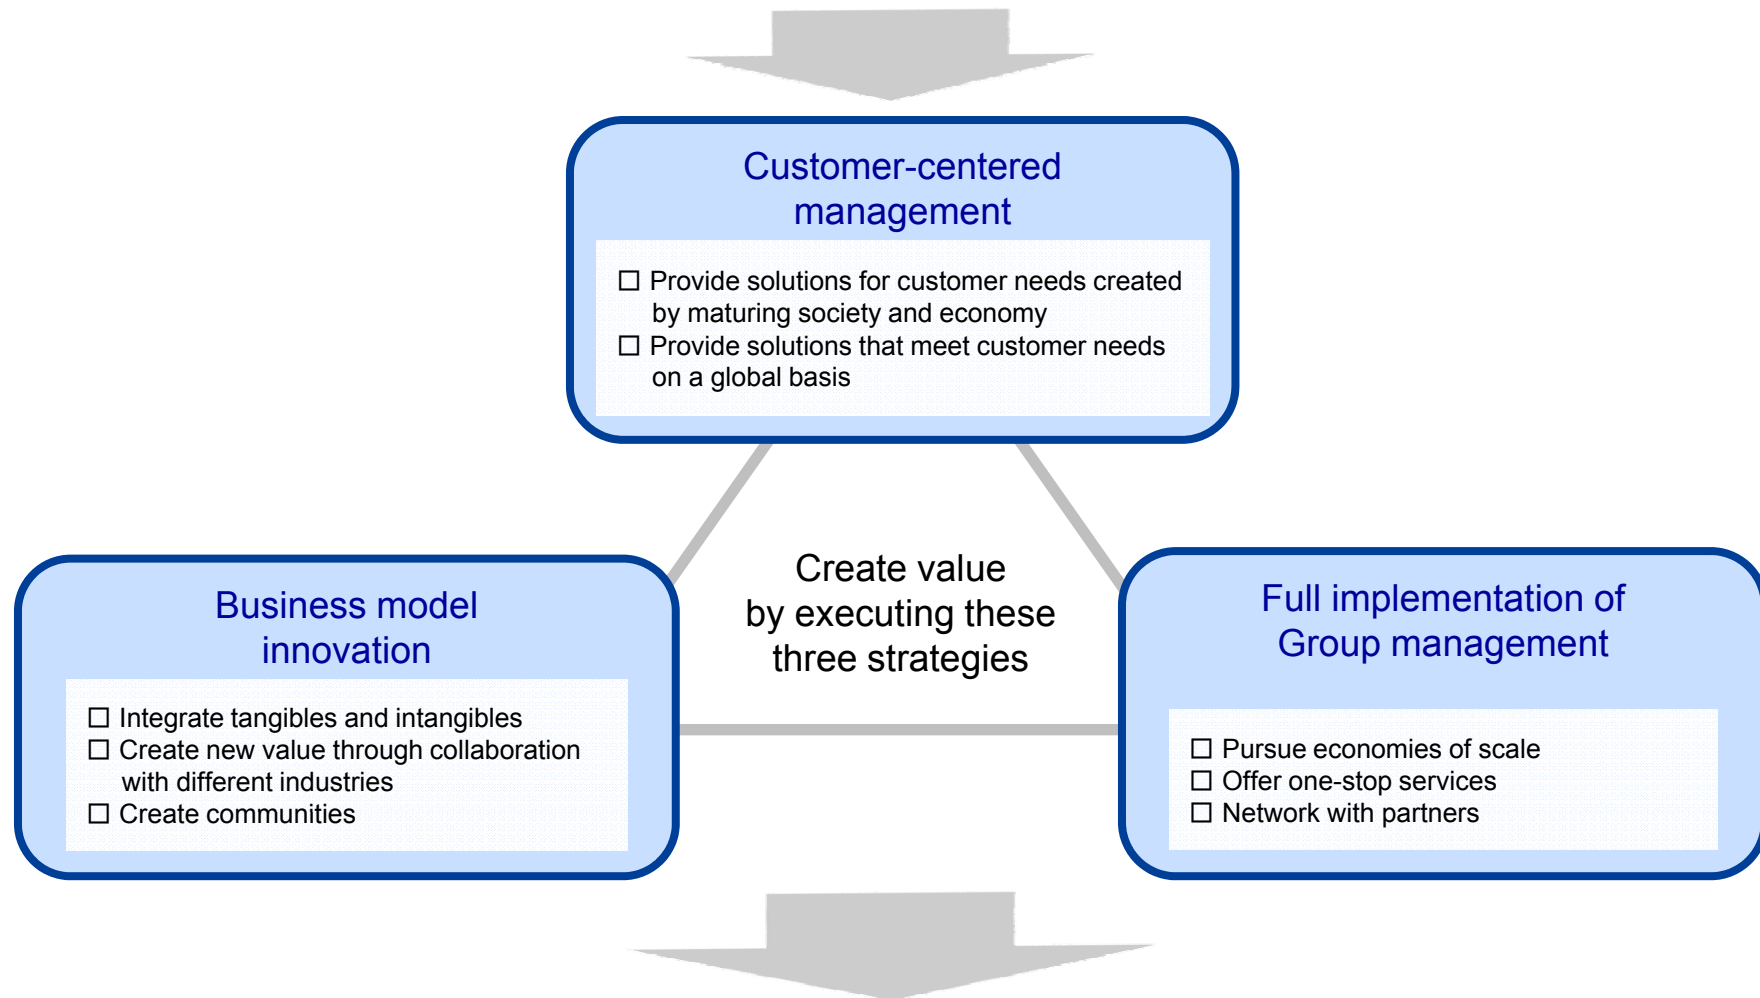 Customer-centered
management
☐ Provide solutions for customer needs created
by maturing society and economy
☐ Provide solutions that meet customer needs
on a global basis
Create value
by executing these
three strategies
Business model
innovation
☐ Integrate tangibles and intangibles
☐ Create new value through collaboration
with different industries
☐ Create communities
Full implementation of
Group management
☐ Pursue economies of scale
☐ Offer one-stop services
☐ Network with partners